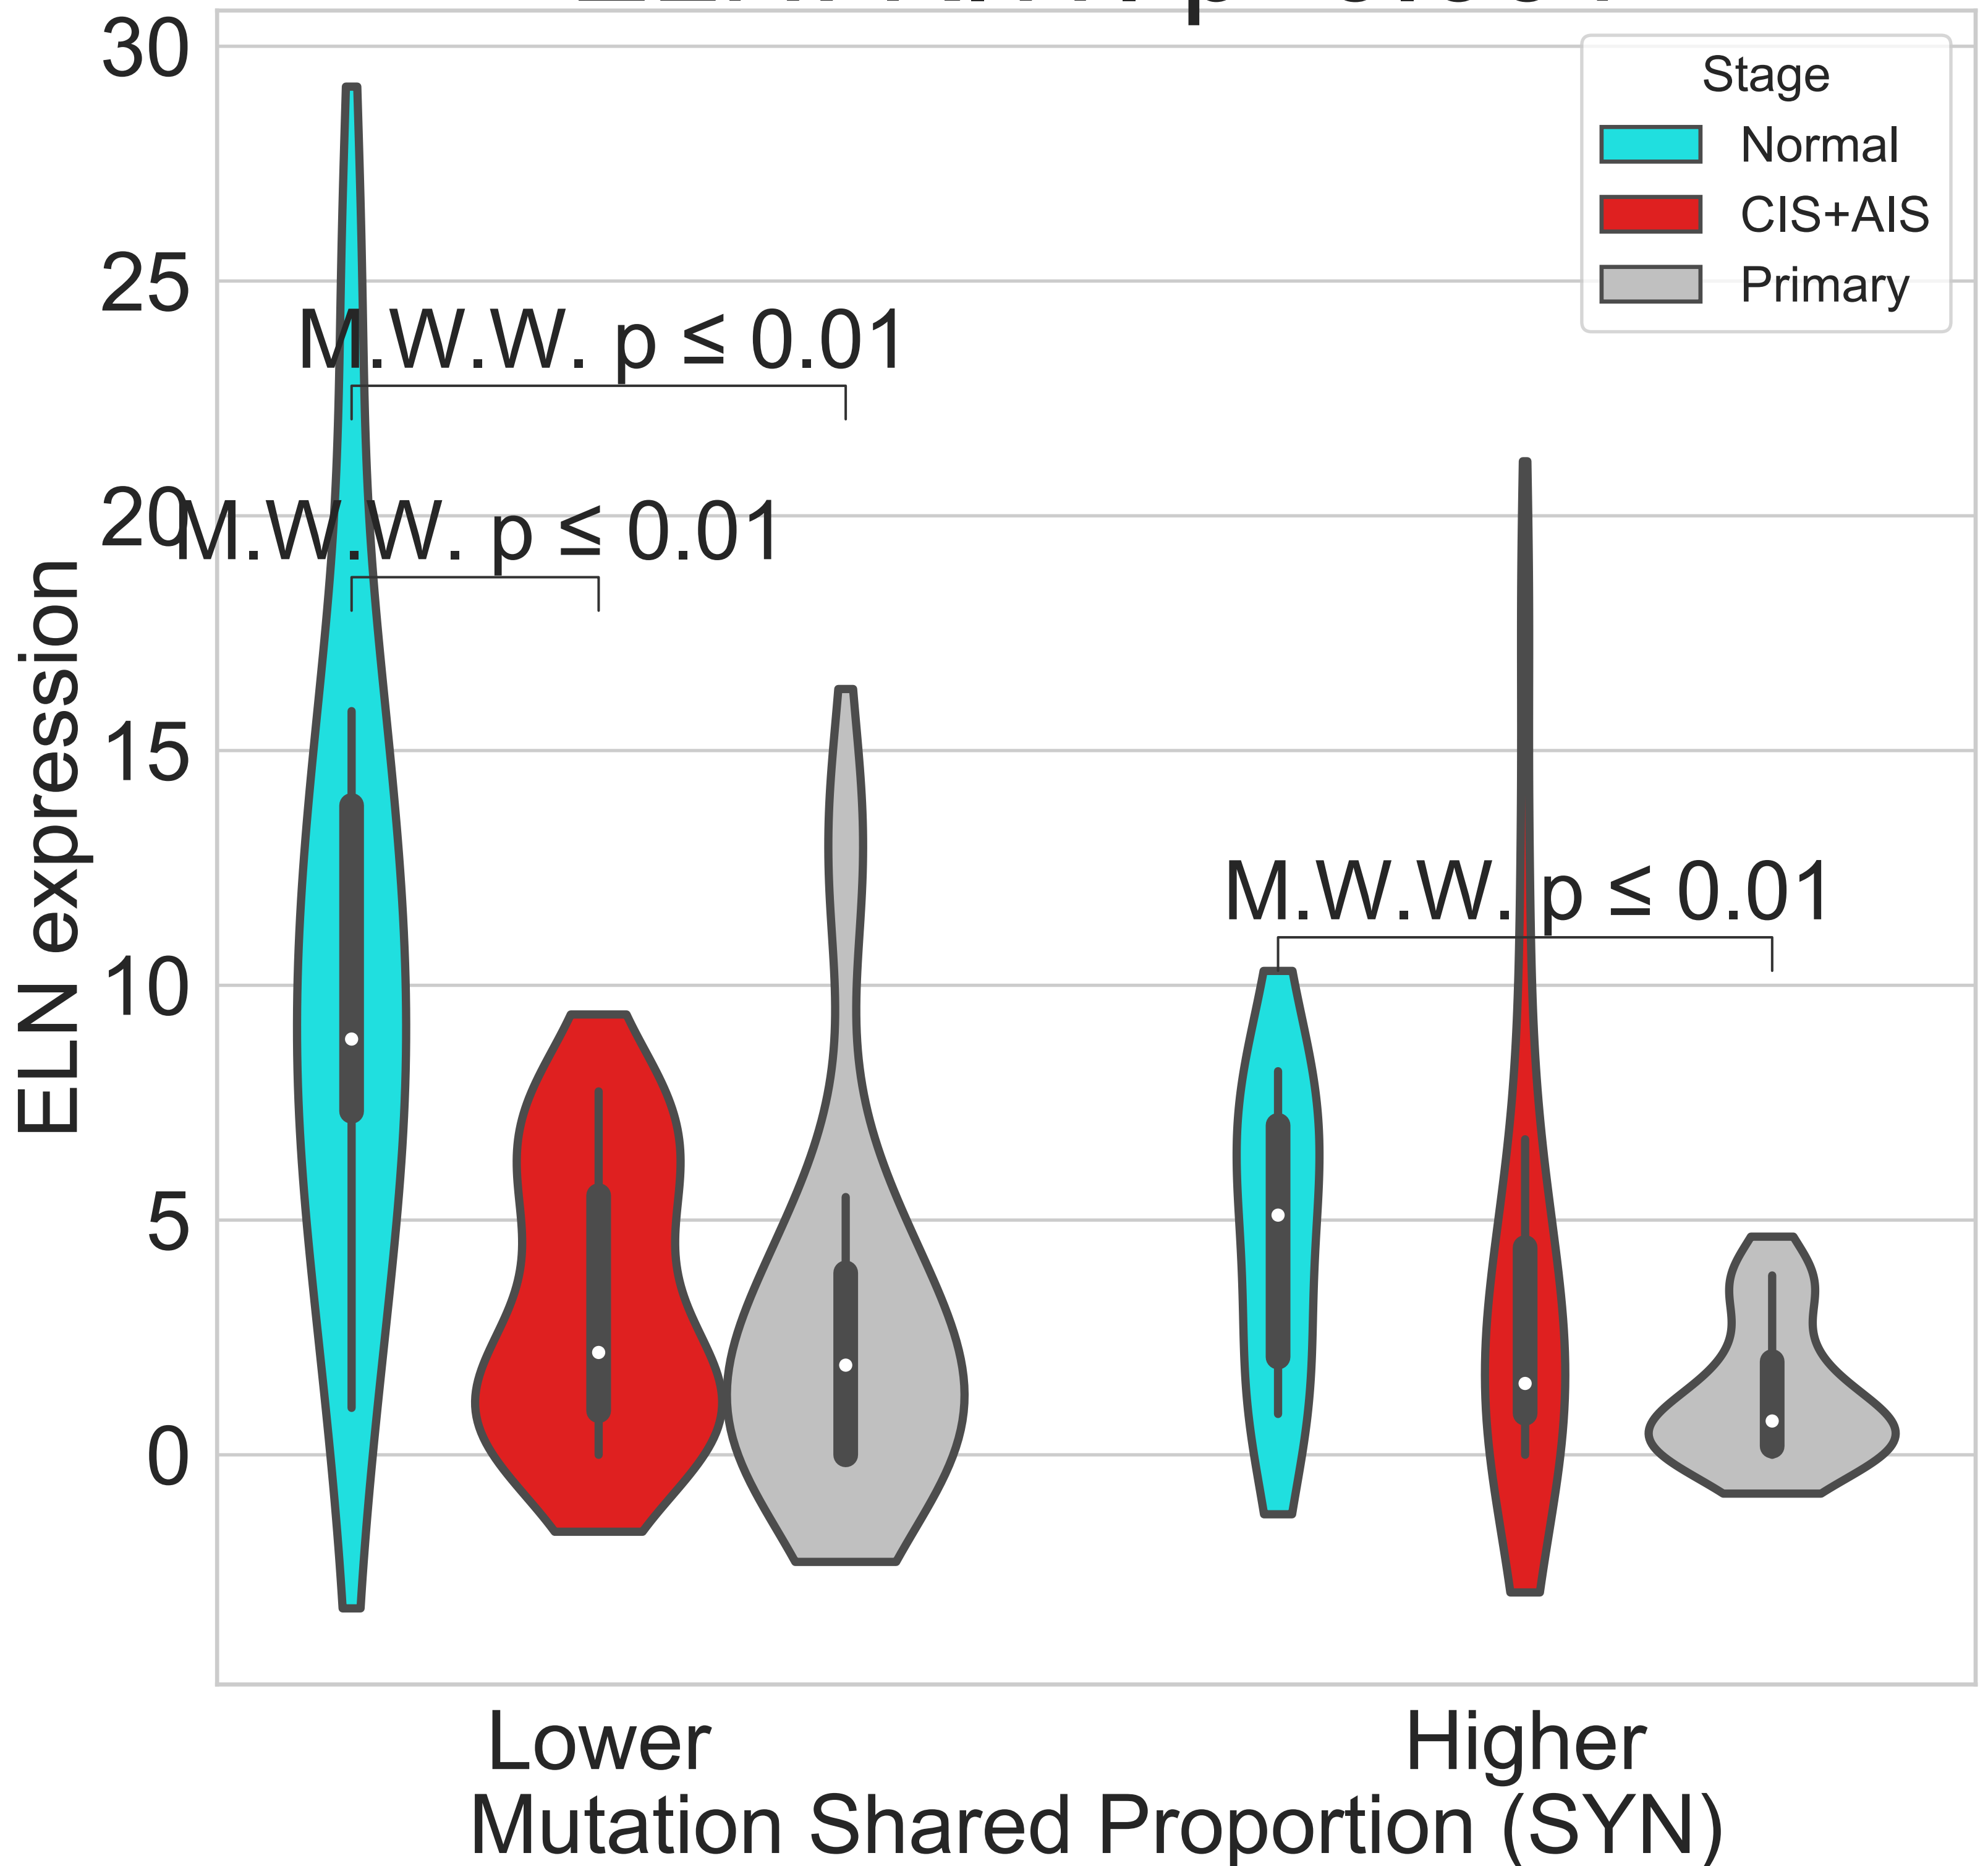 30
Stage
Normal
CIS+AIS
Primary
25
M.W.W. p ≤ 0.01
20
M.W.W. p ≤ 0.01
15
M.W.W. p ≤ 0.01
10
5
0
ELN expression
Lower
Higher
Mutation Shared Proportion (SYN)